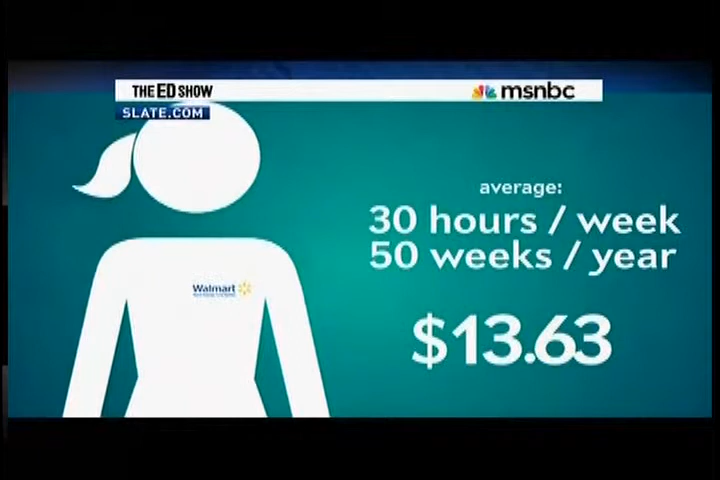 THE ED SHOW
msnbc
SLATE.COM
average:
30 hours / week
50 weeks / year
$13.63
Walmart